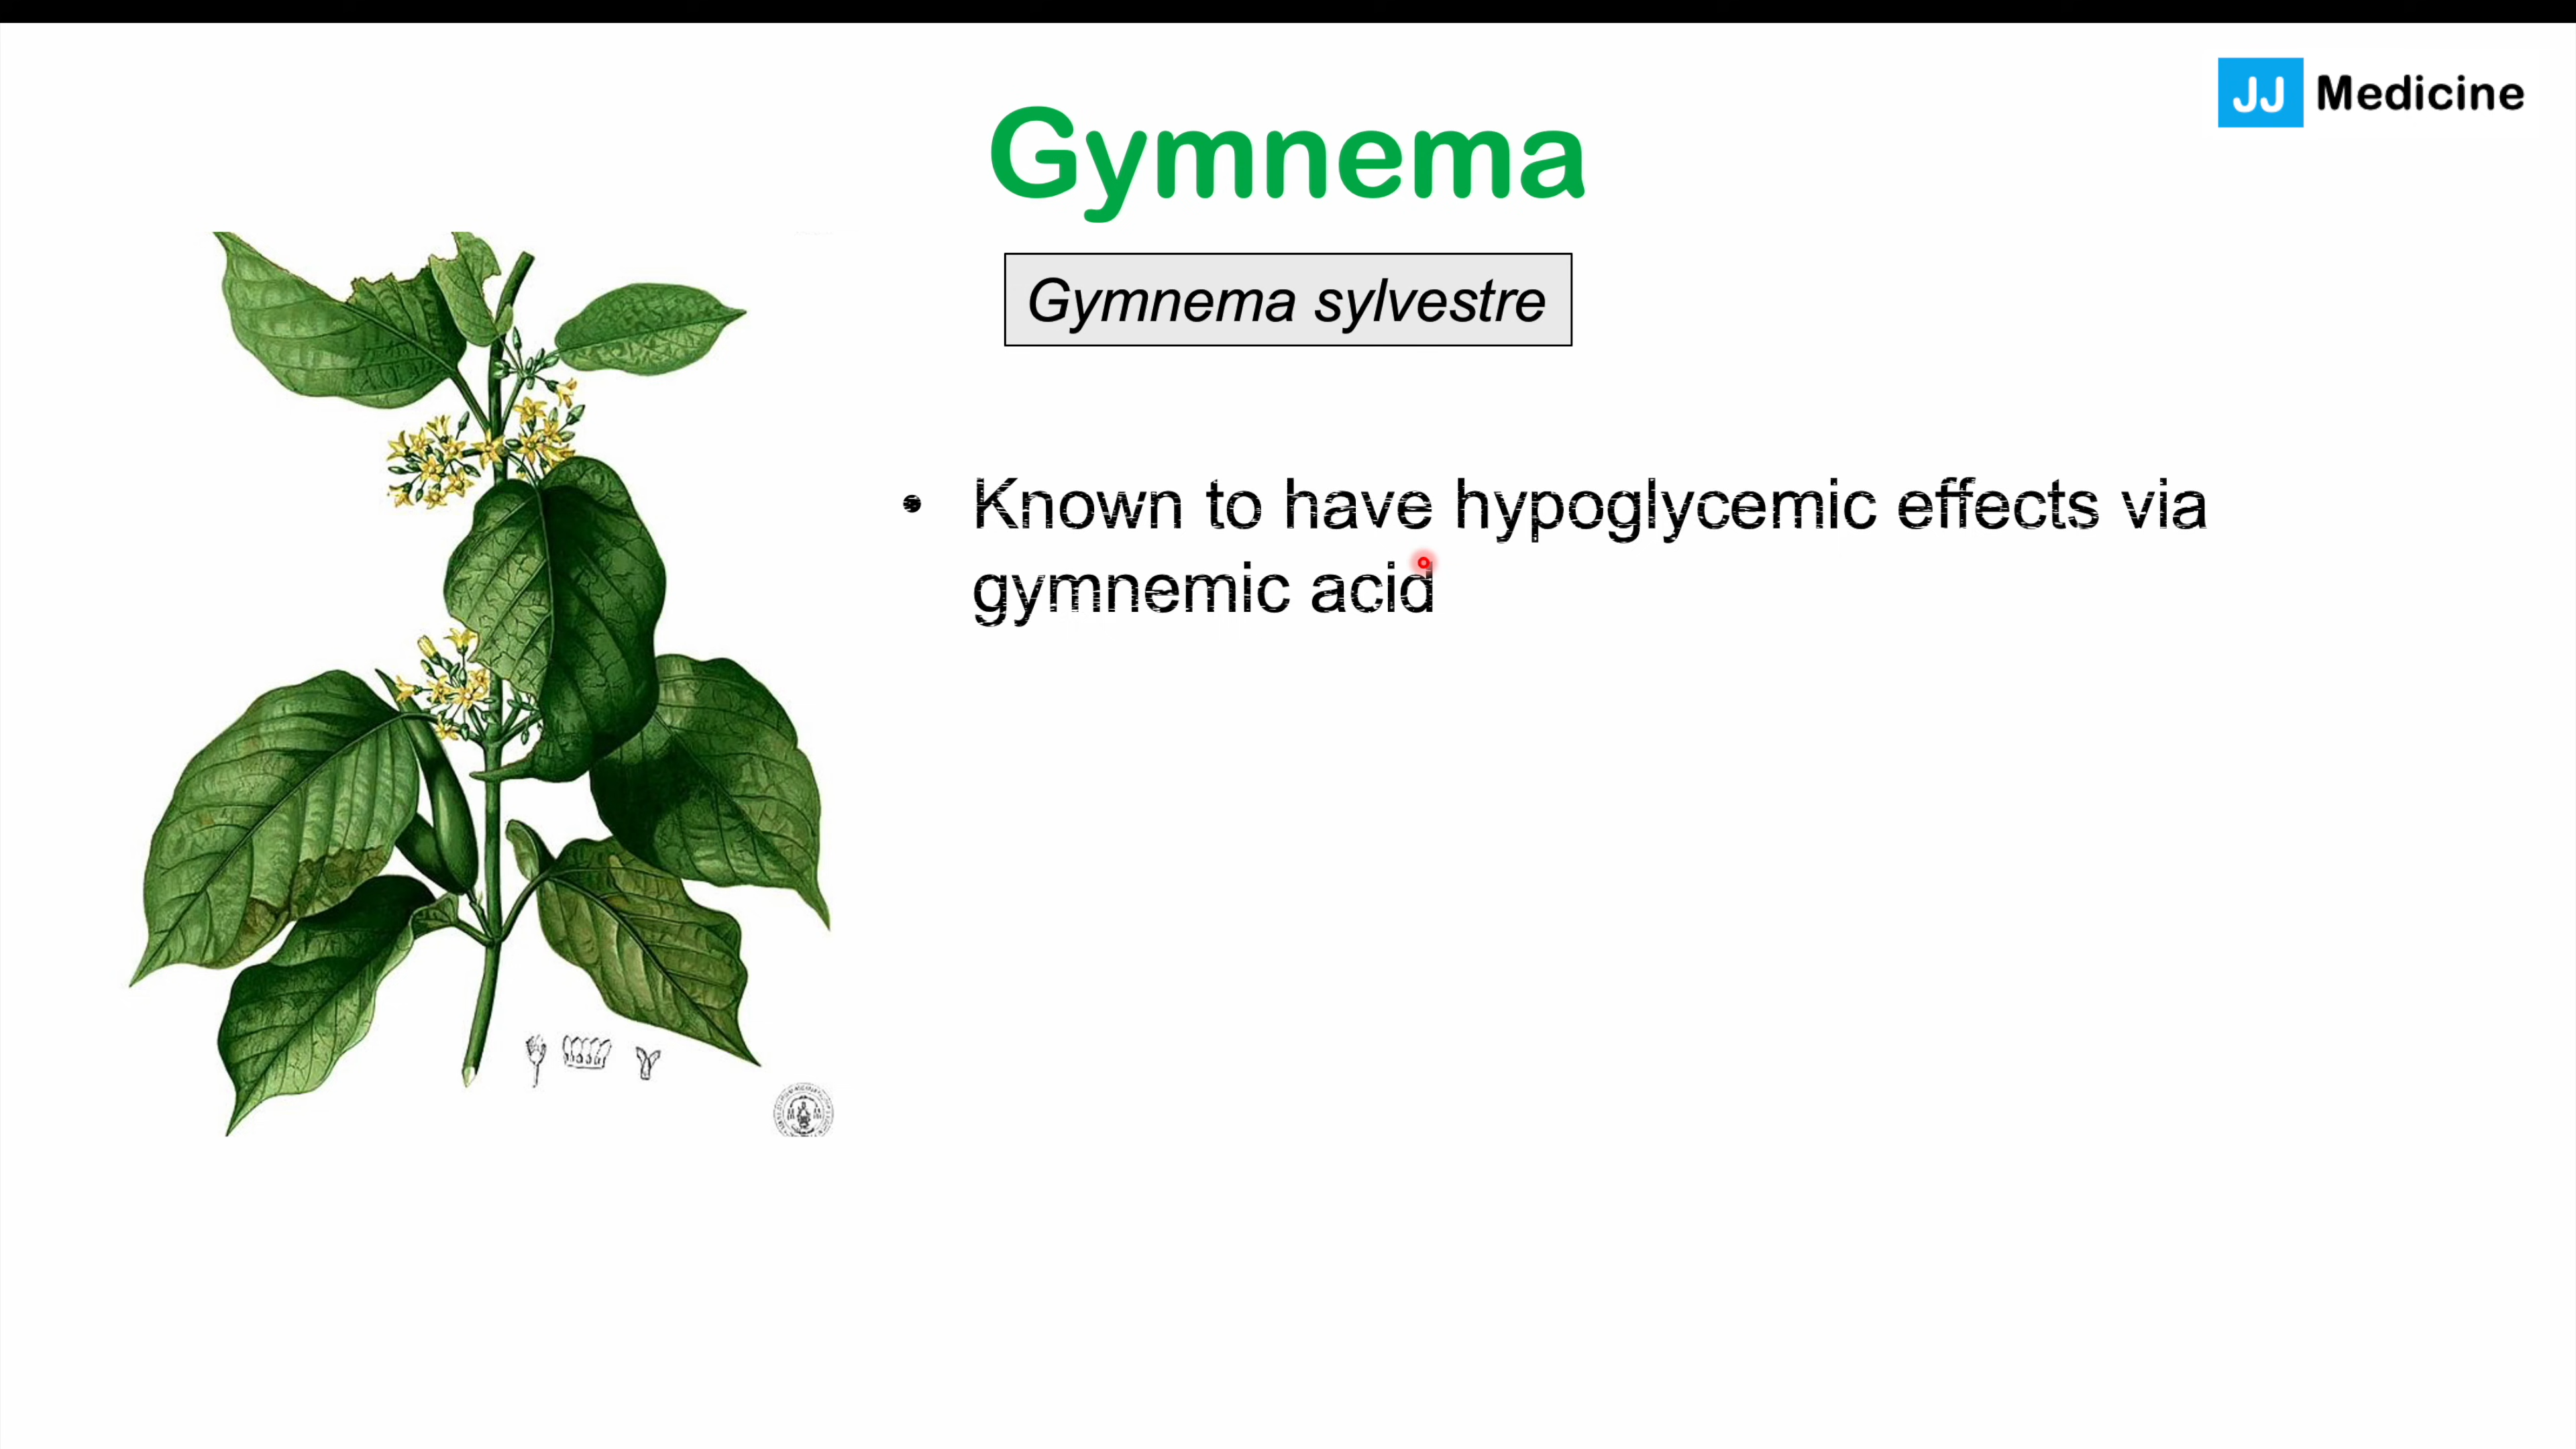 JJ Medicine
Gymnema
Gymnema sylvestre
• Known to have hypoglycemic effects via
gymnemic acid